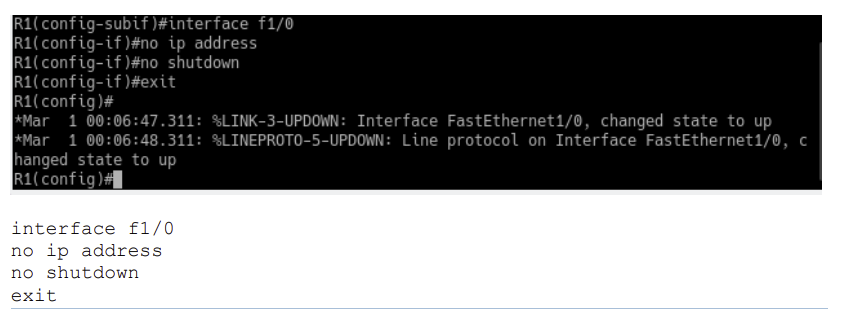 R1(config-subif)#interface f1/0
R1(config-if)#no ip address
R1(config-if)#no shutdown
R1(config-if)#exit
R1(config)#
*Mar  1 00:06:47.311: %LINK-3-UPDOWN: Interface FastEthernet1/0, changed state to up
*Mar  1 00:06:48.311: %LINEPROTO-5-UPDOWN: Line protocol on Interface FastEthernet1/0, c
hanged state to up
R1(config)#
interface f1/0
no ip address
no shutdown
exit